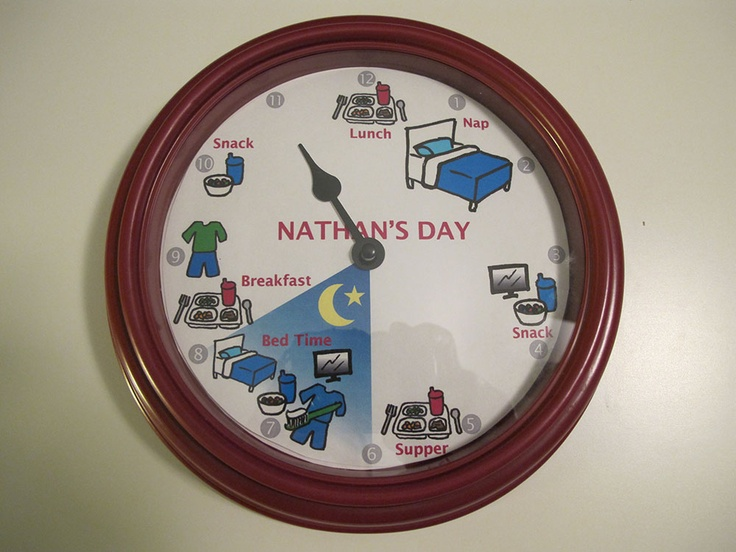 12
11
1
Lunch
Nap
Snack
10
2
NATHAN'S DAY
9
3
Breakfast
Snack
Bed Time
8
4
7
5
6
Supper